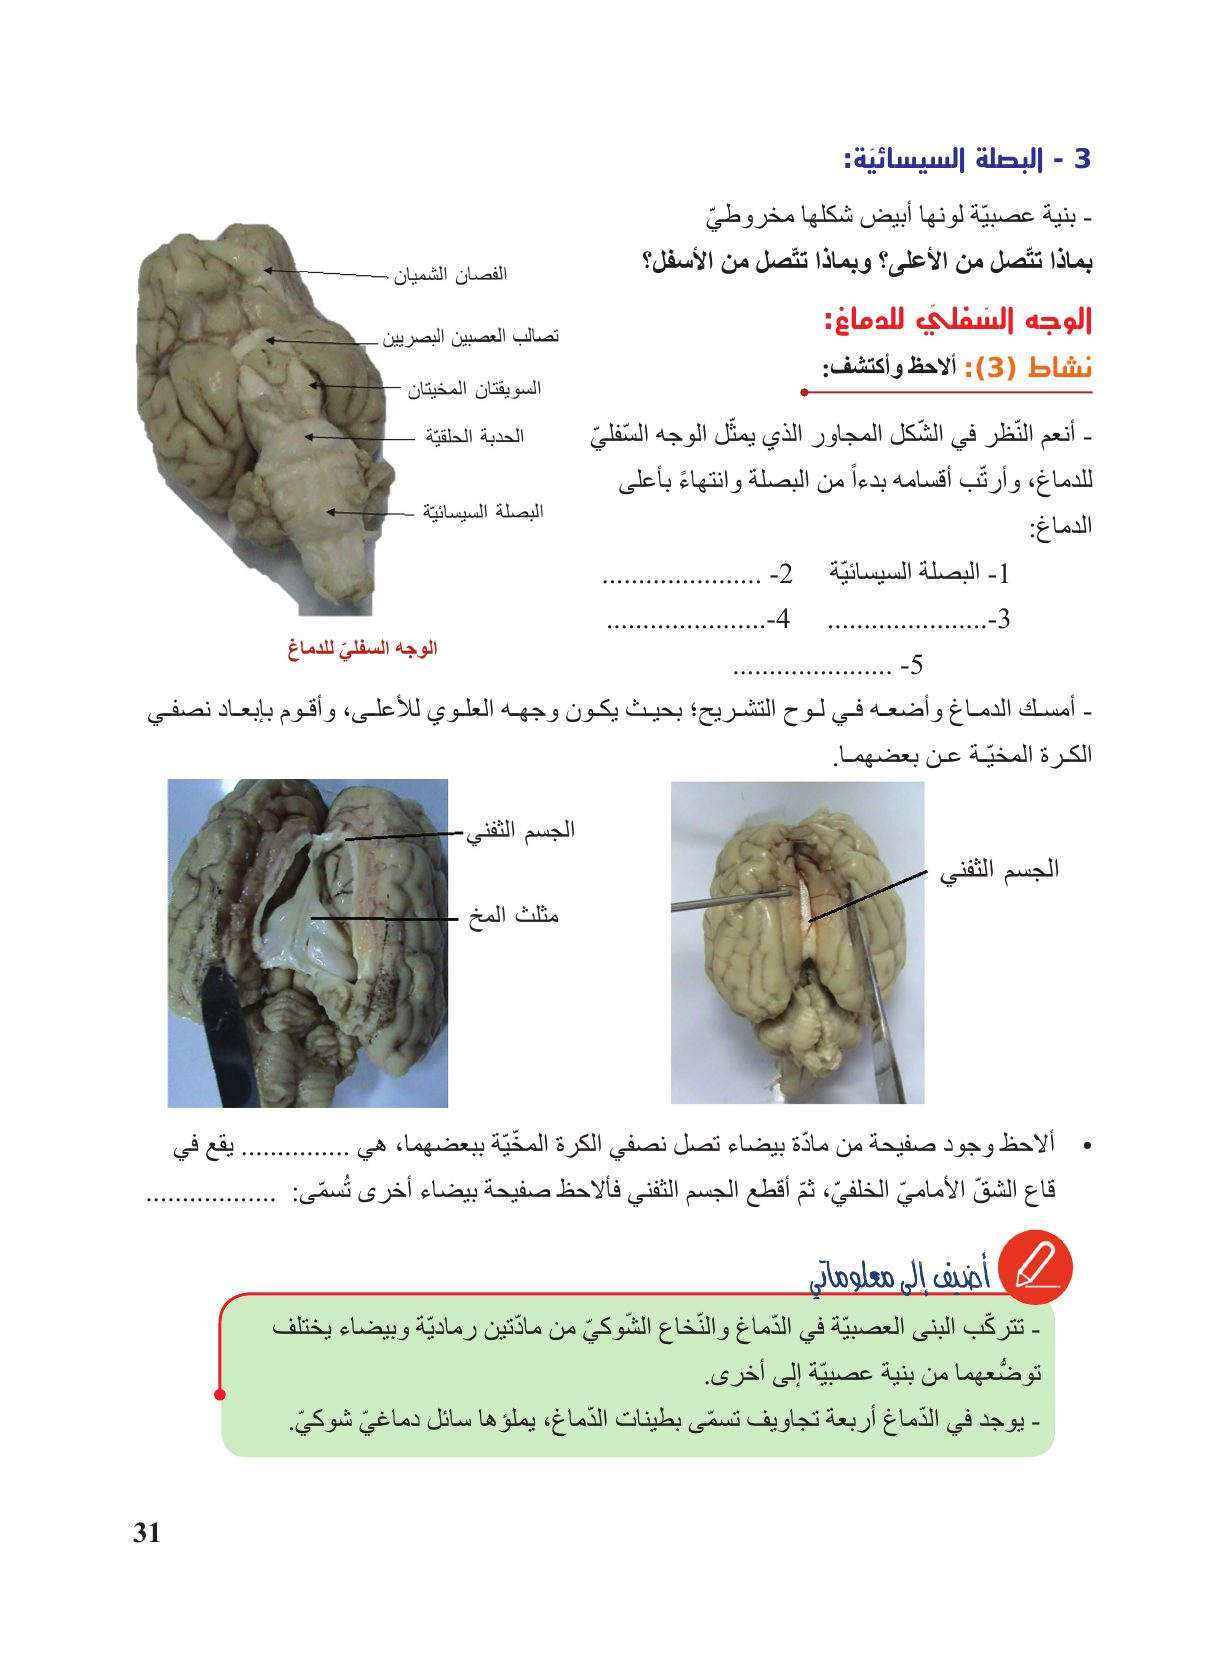 3 - البصلة السيسائيّة:
- بنية عصبيّة لونها أبيض شكلها مخروطيّ
بماذا تتّصل من الأعلى؟ وبماذا تتّصل من الأسفل؟
الوجه السّفليّ للدماغ:
نشاط (3): ألاحظ وأكتشف:
- أنعم النّظر في الشّكل المجاور الذي يمثّل الوجه السّفليّ
للدماغ، وأرتّب أقسامه بدءاً من البصلة وانتهاءً بأعلى
الدماغ:
1- البصلة السيسائيّة 2- ......................
3-...................... 4-......................
5- ......................
الفصان الشميان
تصالب العصبين البصريين
السويقتان المخيتان
الحدبة الحلقيّة
البصلة السيسائيّة
الوجه السفليّ للدماغ
- أمسك الدماغ وأضعه في لوح التشريح؛ بحيث يكون وجهه العلوي للأعلى، وأقوم بإبعاد نصفي
الكرة المخيّة عن بعضهما.
الجسم الثفني
الجسم الثفني
مثلث المخ
• ألاحظ وجود صفيحة من مادّة بيضاء تصل نصفي الكرة المخّيّة ببعضهما، هي ............... يقع في
قاع الشقّ الأماميّ الخلفيّ، ثمّ أقطع الجسم الثفني فألاحظ صفيحة بيضاء أخرى تُسمّى: ..................
أضيف إلى معلوماتي
- تتركّب البنى العصبيّة في الدّماغ والنّخاع الشّوكيّ من مادّتين رماديّة وبيضاء يختلف
توضُّعهما من بنية عصبيّة إلى أخرى.
- يوجد في الدّماغ أربعة تجاويف تسمّى بطينات الدّماغ، يملؤها سائل دماغيّ شوكيّ.
31